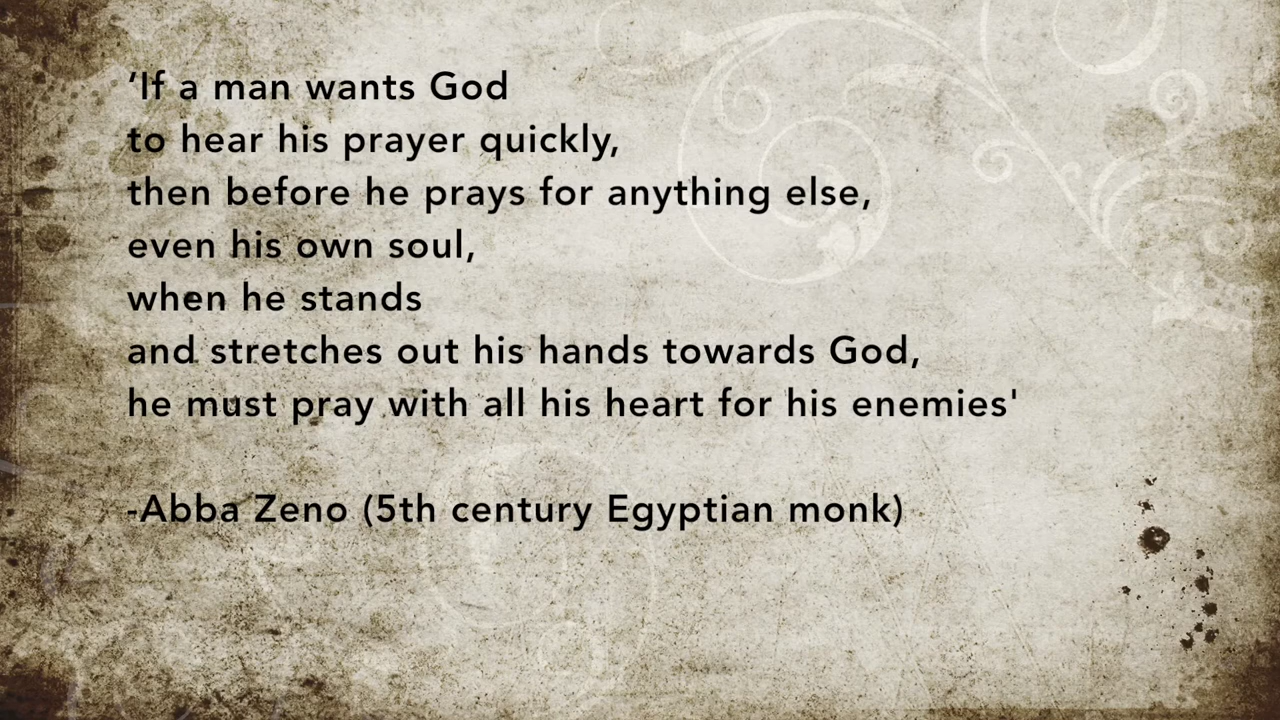 ‘If a man wants God
to hear his prayer quickly,
then before he prays for anything else,
even his own soul,
when he stands
and stretches out his hands towards God,
he must pray with all his heart for his enemies'
-Abba Zeno (5th century Egyptian monk)